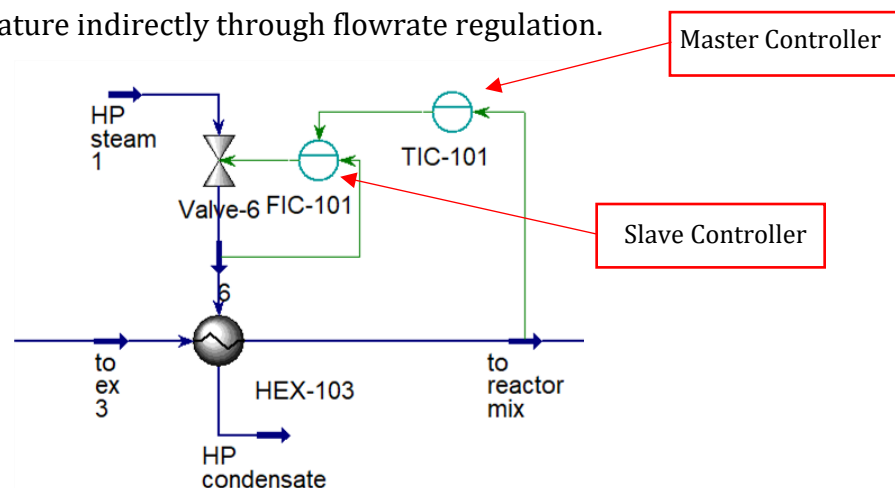 ature indirectly through flowrate regulation.
Master Controller
HP
steam
1
TIC-101
Valve-6 FIC-101
Slave Controller
6
to
ex
3
HEX-103
to
reactor
mix
HP
condensate